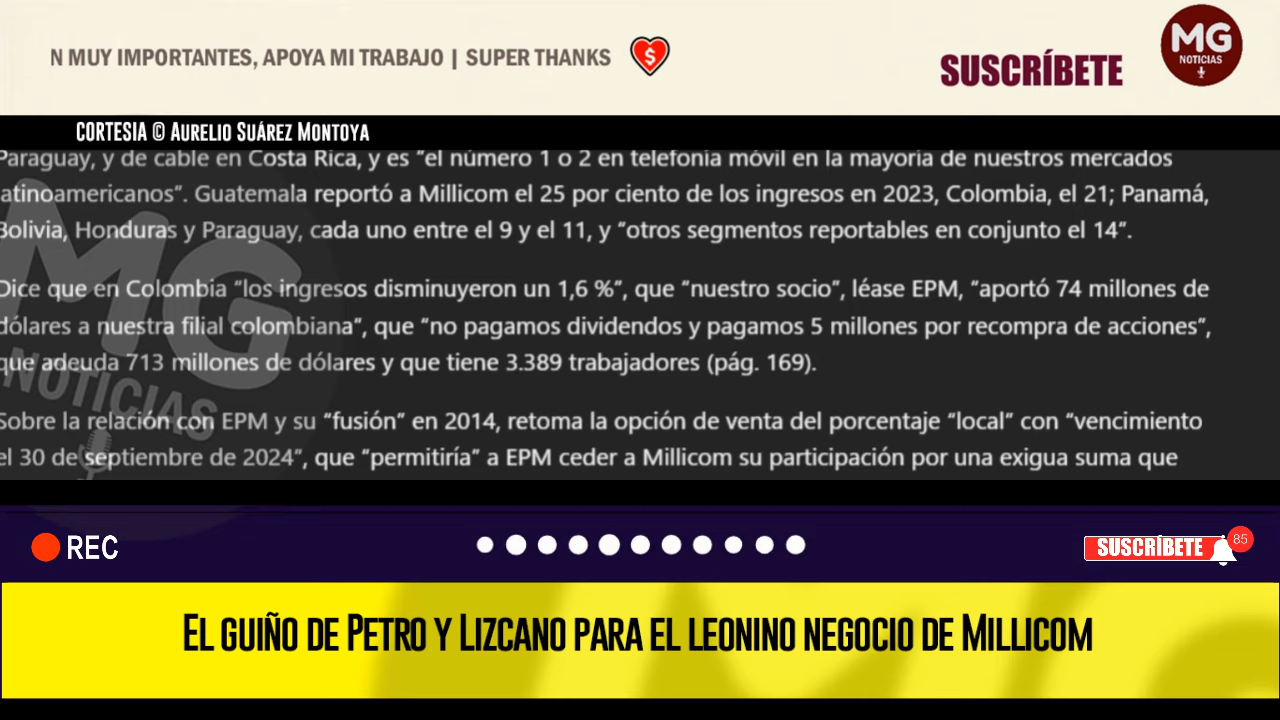 N MUY IMPORTANTES, APOYA MI TRABAJO | SUPER THANKS
$
SUSCRÍBETE
MG
NOTICIAS
CORTESIA © AURELIO SUÁREZ MONTOYA
Paraguay, y de cable en Costa Rica, y es “el número 1 o 2 en telefonía móvil en la mayoría de nuestros mercados
latinoamericanos”. Guatemala reportó a Millicom el 25 por ciento de los ingresos en 2023, Colombia, el 21; Panamá,
Bolivia, Honduras y Paraguay, cada uno entre el 9 y el 11, y “otros segmentos reportables en conjunto el 14”.
Dice que en Colombia “los ingresos disminuyeron un 1,6 %”, que “nuestro socio”, léase EPM, “aportó 74 millones de
dólares a nuestra filial colombiana”, que “no pagamos dividendos y pagamos 5 millones por recompra de acciones”,
que adeuda 713 millones de dólares y que tiene 3.389 trabajadores (pág. 169).
Sobre la relación con EPM y su “fusión” en 2014, retoma la opción de venta del porcentaje “local” con “vencimiento
el 30 de septiembre de 2024”, que “permitiría” a EPM ceder a Millicom su participación por una exigua suma que
MG
NOTICIAS
REC
SUSCRÍBETE
85
EL GUIÑO DE PETRO Y LIZCANO PARA EL LEONINO NEGOCIO DE MILLICOM